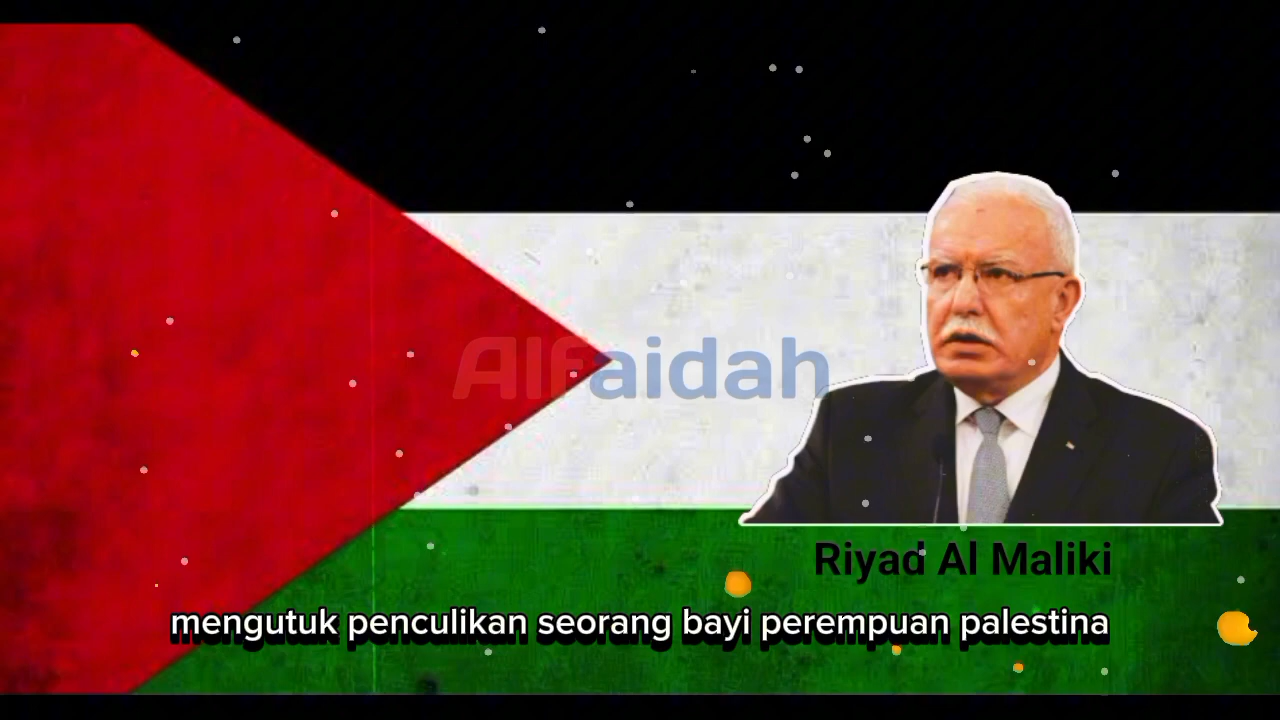 Alfaidah
Riyad Al Maliki
mengutuk penculikan seorang bayi perempuan palestina